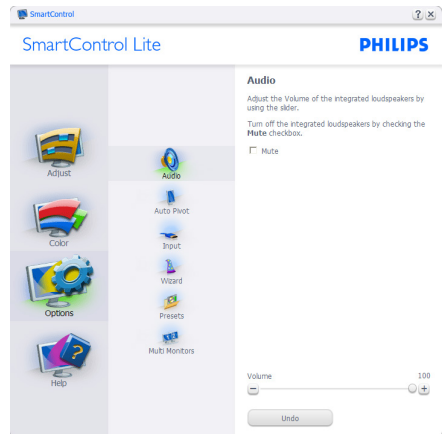 SmartControl
SmartControl Lite
PHILIPS
Adjust
Color
Options
Help
Audio
Auto Pivot
Input
Wizard
Presets
Multi Monitors
Audio
Adjust the Volume of the integrated loudspeakers by
using the slider.
Turn off the integrated loudspeakers by checking the
Mute checkbox.
Mute
Volume 100
Undo